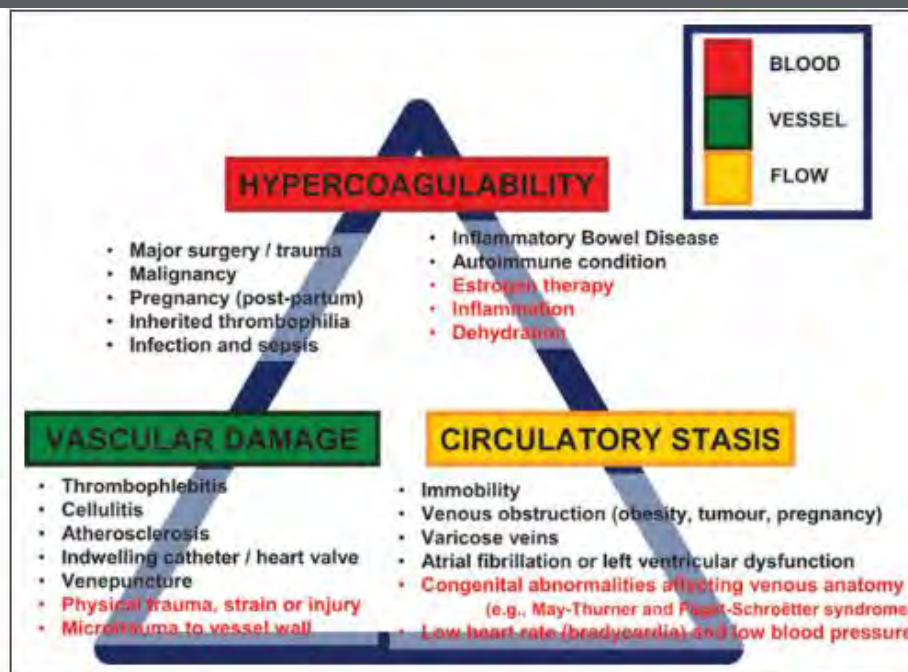 BLOOD
VESSEL
FLOW
HYPERCOAGULABILITY
• Major surgery / trauma
• Malignancy
• Pregnancy (post-partum)
• Inherited thrombophilia
• Infection and sepsis
• Inflammatory Bowel Disease
• Autoimmune condition
• Estrogen therapy
• Inflammation
• Dehydration
VASCULAR DAMAGE
• Thrombophlebitis
• Cellulitis
• Atherosclerosis
• Indwelling catheter / heart valve
• Venepuncture
• Physical trauma, strain or injury
• Microtrauma to vessel wall
CIRCULATORY STASIS
• Immobility
• Venous obstruction (obesity, tumour, pregnancy)
• Varicose veins
• Atrial fibrillation or left ventricular dysfunction
• Congenital abnormalities affecting venous anatomy
(e.g., May-Thurner and Paget-Schroëtter syndrome
• Low heart rate (bradycardia) and low blood pressure